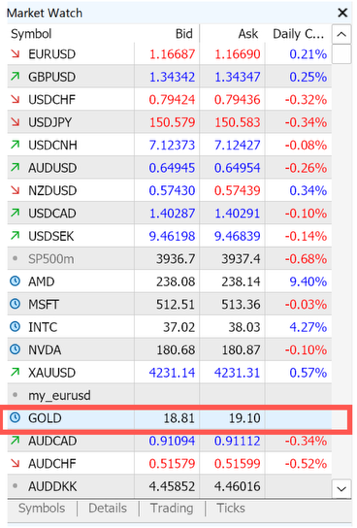 Market Watch
Symbol Bid Ask Daily C...
EURUSD 1.16687 1.16690 0.21%
GBPUSD 1.34342 1.34347 0.25%
USDCHF 0.79424 0.79436 -0.32%
USDJPY 150.579 150.583 -0.34%
USDCNH 7.12373 7.12427 -0.08%
AUDUSD 0.64945 0.64954 -0.26%
NZDUSD 0.57430 0.57439 0.34%
USDCAD 1.40287 1.40291 -0.10%
USDSEK 9.46198 9.46839 -0.14%
SP500m 3936.7 3937.4 -0.68%
AMD 238.08 238.14 9.40%
MSFT 512.51 513.36 -0.03%
INTC 37.02 38.03 4.27%
NVDA 180.68 180.87 -0.10%
XAUUSD 4231.14 4231.31 0.57%
my_eurusd
GOLD 18.81 19.10
AUDCAD 0.91094 0.91112 -0.34%
AUDCHF 0.51579 0.51599 -0.52%
AUDDKK 4.45852 4.46016
Symbols Details Trading Ticks